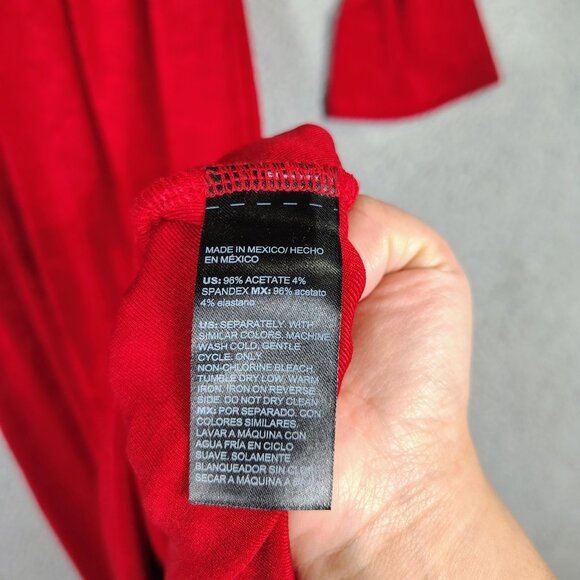 MADE IN MEXICO/ HECHO
EN MÉXICO
US: 96% ACETATE 4%
SPANDEX MX: 96% acetato
4% elastano
US: SEPARATELY. WITH
SIMILAR COLORS. MACHINE
WASH COLD. GENTLE
CYCLE. ONLY
NON-CHLORINE BLEACH.
TUMBLE DRY LOW. WARM
IRON. IRON ON REVERSE
SIDE. DO NOT DRY CLEAN
MX: POR SEPARADO. CON
COLORES SIMILARES.
LAVAR A MÁQUINA CON
AGUA FRÍA EN CICLO
SUAVE. SOLAMENTE
BLANQUEADOR SIN
SECAR A MÁQUINA A